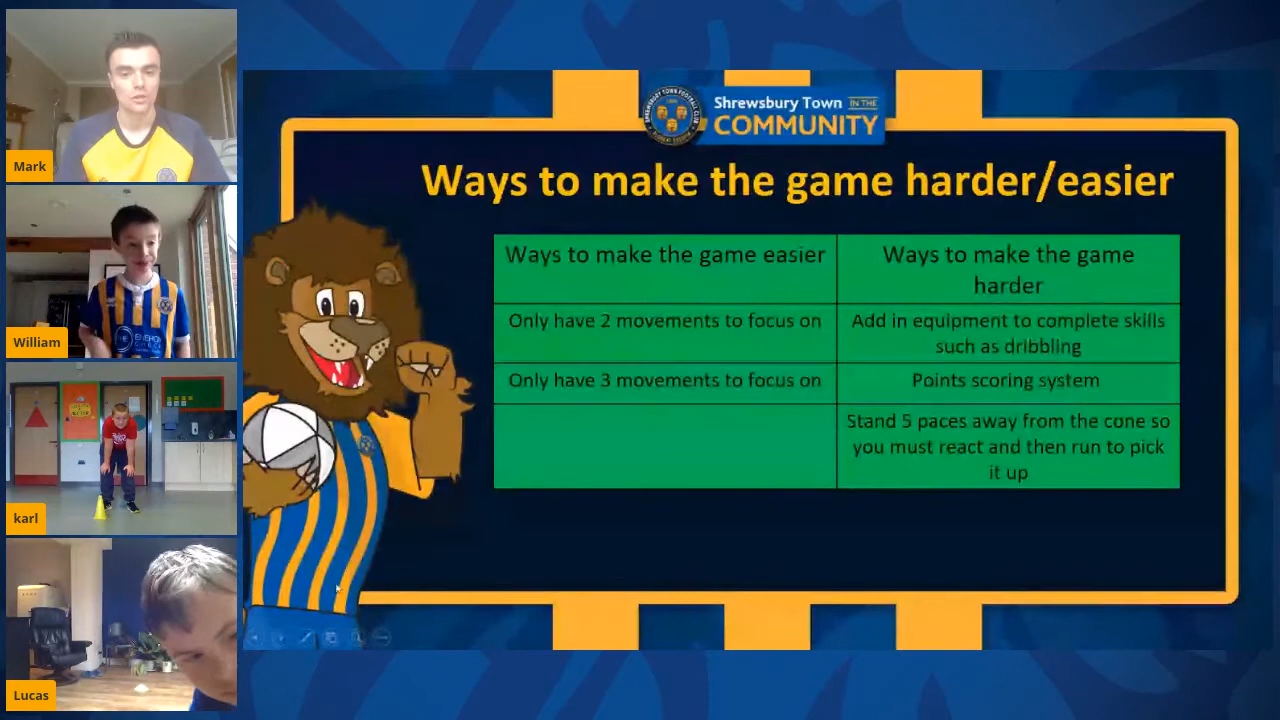 Mark
William
karl
Lucas
Shrewsbury Town IN THE
COMMUNITY
Ways to make the game harder/easier
Ways to make the game easier
Ways to make the game
harder
Only have 2 movements to focus on
Add in equipment to complete skills
such as dribbling
Only have 3 movements to focus on
Points scoring system
Stand 5 paces away from the cone so
you must react and then run to pick
it up